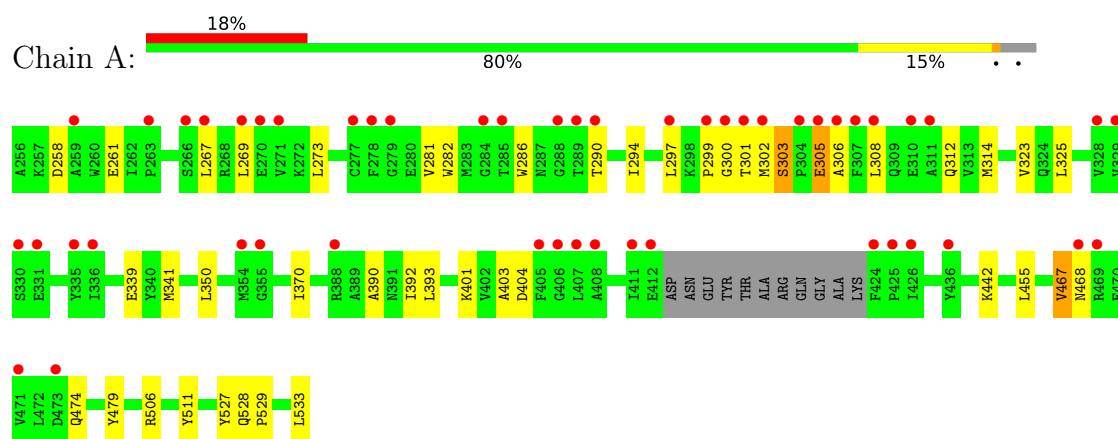 18%
Chain A:
80% 15% • •
A256 K257 D258 A259 W260 E261 I262 P263 S266 L267 R268 L269 E270 V271 K272 L273 C277 F278 G279 E280 V281 W282 M283 G284 T285 W286 N287 G288 T289 T290 I294 L297 K298 P299 G300 T301 M302 S303 P304 E305 A306 F307 L308 Q309 E310 A311 Q312 V313 M314 V323 Q324 L325 V328 V329
S330 E331 Y335 I336 E339 Y340 M341 L350 M354 G355 I370 R388 A389 A390 N391 I392 L393 K401 V402 A403 D404 F405 G406 L407 A408 I411 E412 ASP ASN GLU TYR THR ALA ARG GLN GLY ALA LYS F424 P425 I426 Y436 K442 L455 V467 N468 R469 E470
V471 L472 D473 Q474 Y479 R506 Y511 Y527 Q528 P529 L533